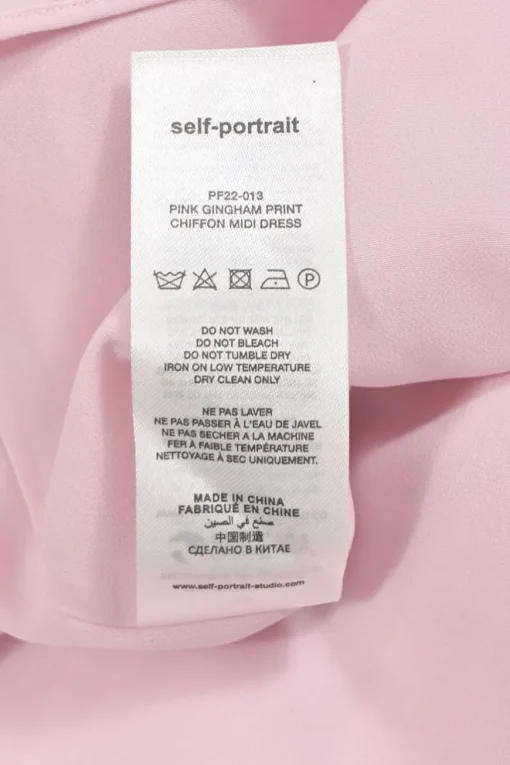 self-portrait
PF22-013
PINK GINGHAM PRINT
CHIFFON MIDI DRESS
P
DO NOT WASH
DO NOT BLEACH
DO NOT TUMBLE DRY
IRON ON LOW TEMPERATURE
DRY CLEAN ONLY
NE PAS LAVER
NE PAS PASSER À L'EAU DE JAVEL
NE PAS SECHER A LA MACHINE
FER À FAIBLE TEMPÉRATURE
NETTOYAGE À SEC UNIQUEMENT.
MADE IN CHINA
FABRIQUÉ EN CHINE
صنع في الصين
中国制造
СДЕЛАНО В КИТАЕ
www.self-portrait-studio.com